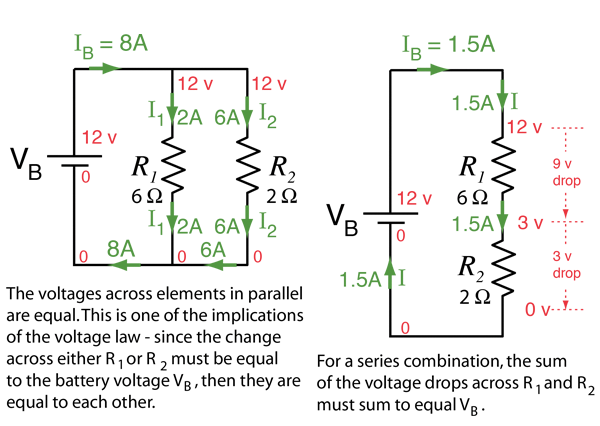 I_B = 8A
12 v 12 v
I_1 2A 6A I_2
12 v
V_B
0
R_1 R_2
6 Ω 2 Ω
I_1 2A 6A I_2
0 8A 0 6A 0
The voltages across elements in parallel
are equal.This is one of the implications
of the voltage law - since the change
across either R_1 or R_2 must be equal
to the battery voltage V_B, then they are
equal to each other.
I_B = 1.5A
1.5A I
12 v
R_1
6 Ω
9 v
drop
12 v
V_B
0
1.5A 3 v
1.5A I
R_2
2 Ω
3 v
drop
0 v
0
For a series combination, the sum
of the voltage drops across R_1 and R_2
must sum to equal V_B.